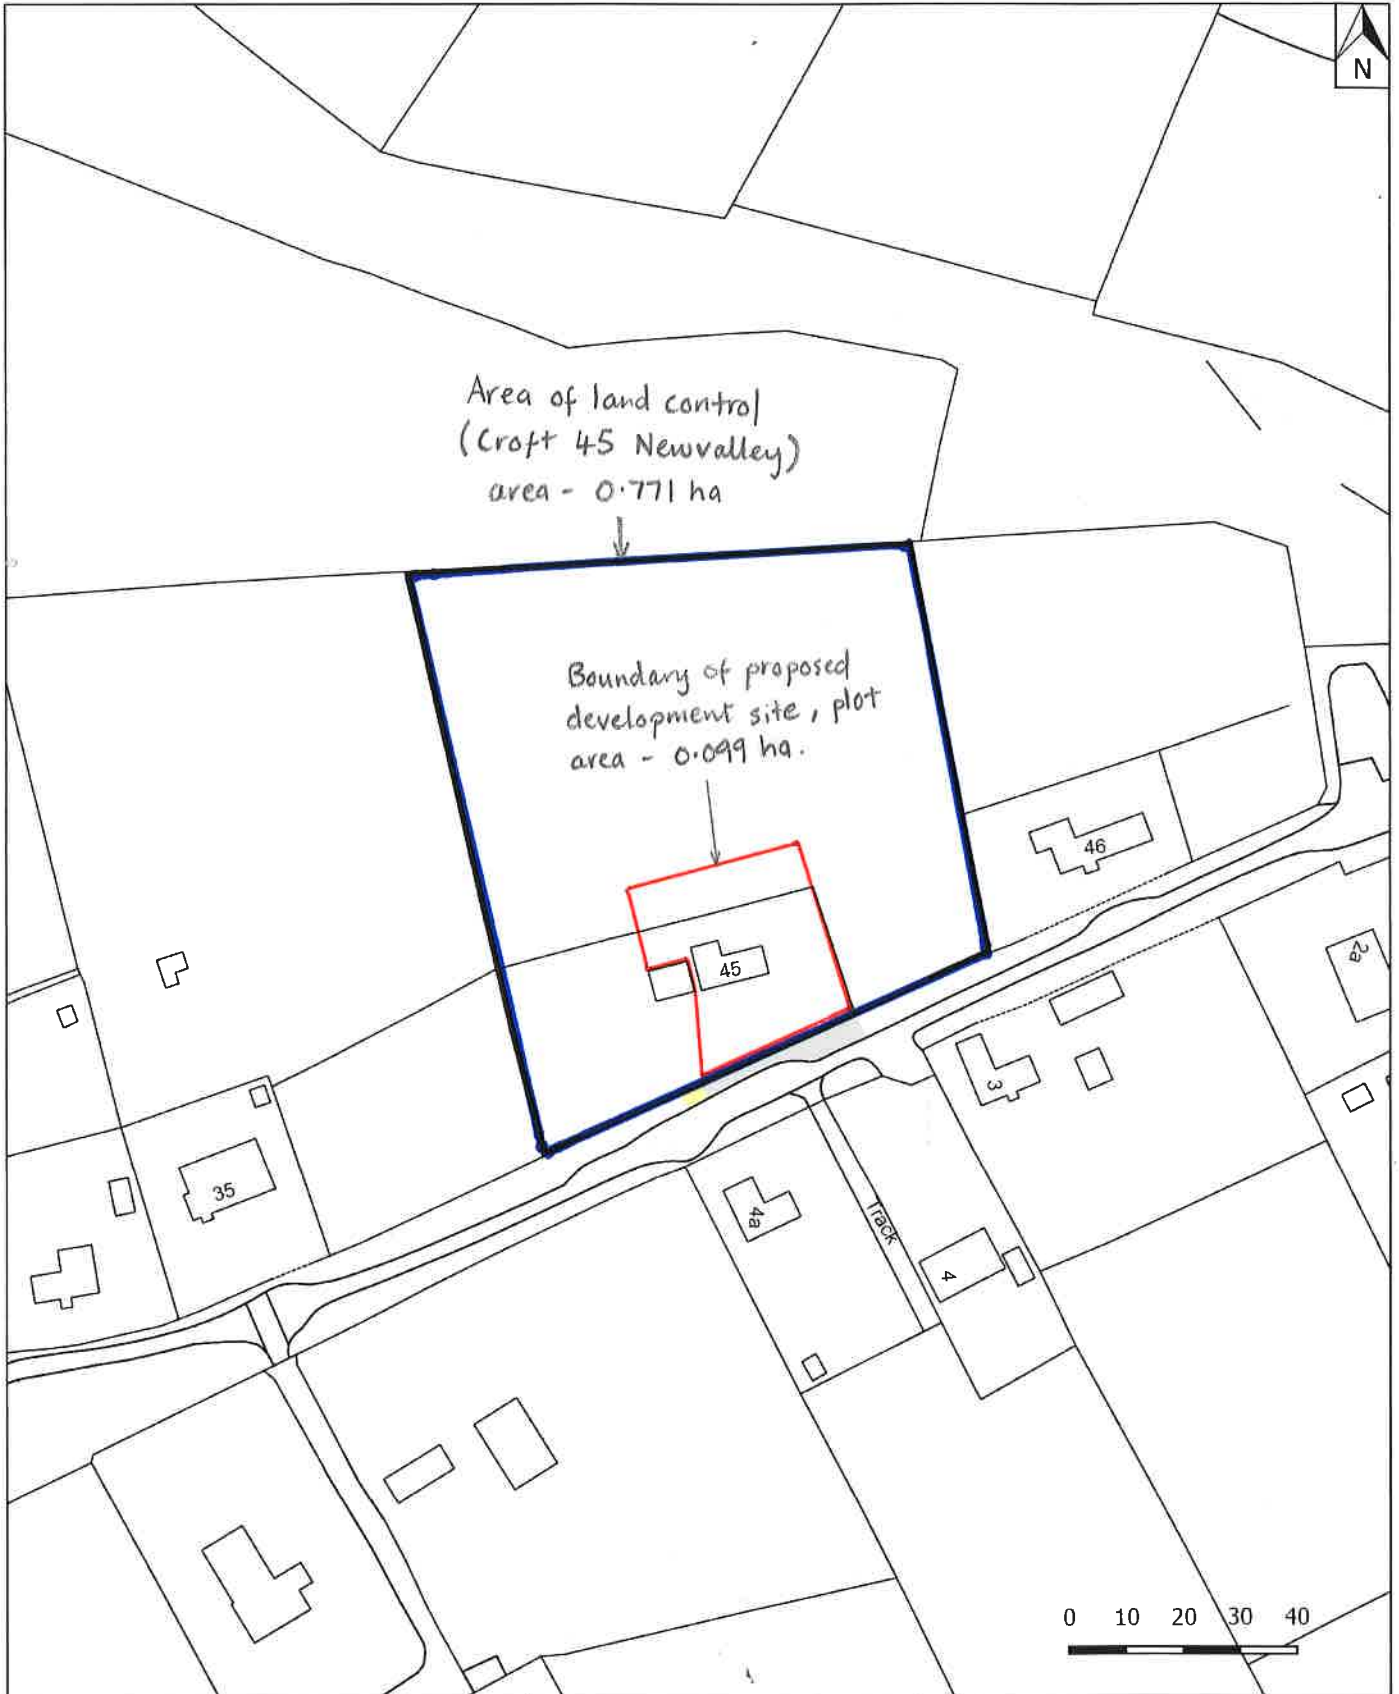 N
Area of land control
(Croft 45 Newvalley)
area - 0.771 ha
Boundary of proposed
development site, plot
area - 0.099 ha.
46
45
2a
3
35
4a
Track
4
0 10 20 30 40